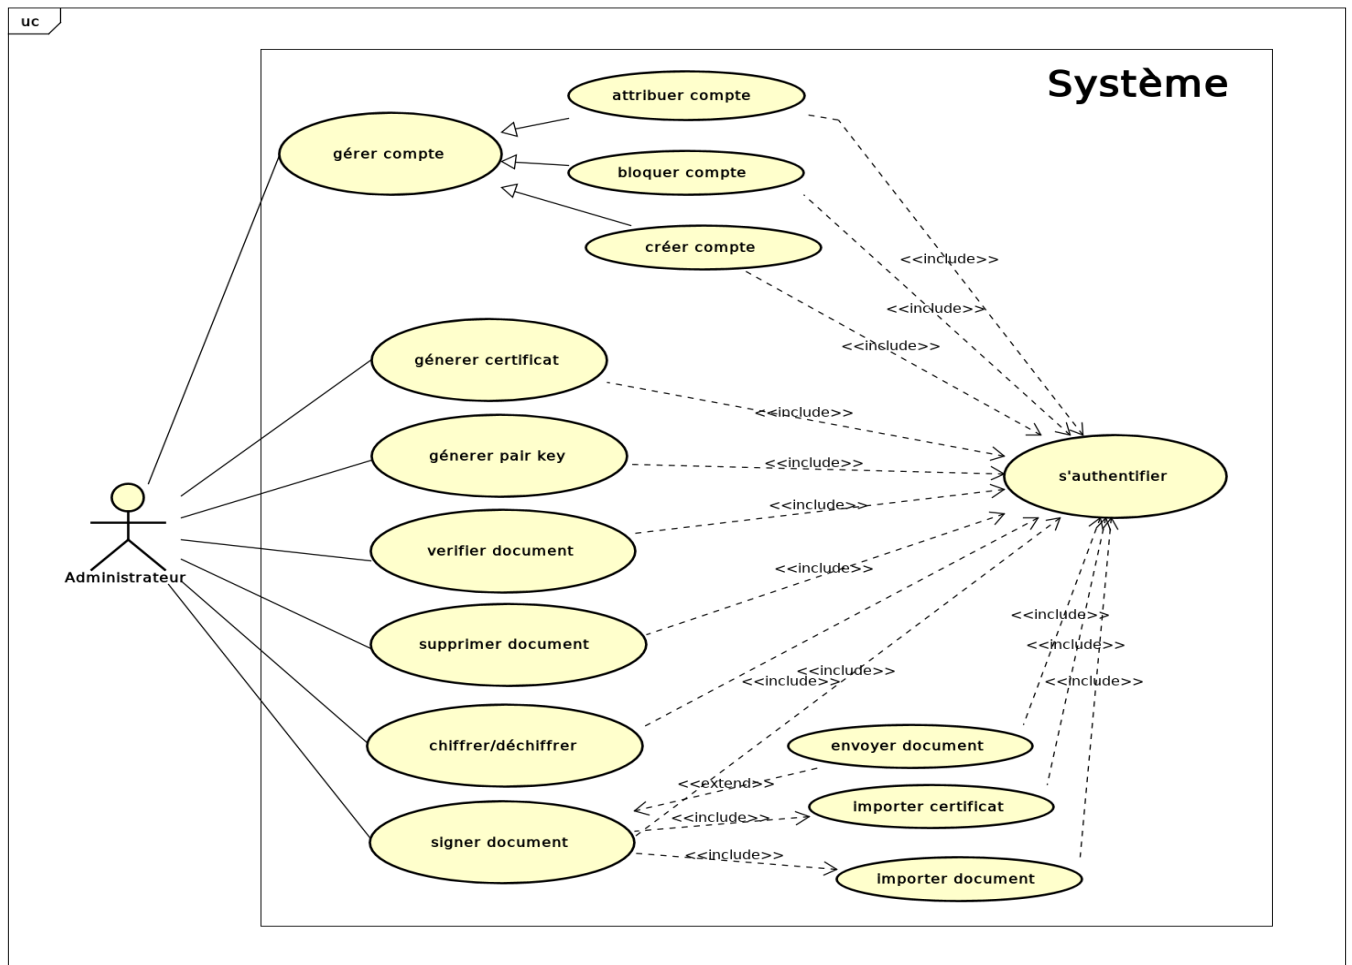 uc
Système
attribuer compte
gérer compte
bloquer compte
créer compte
<<include>>
<<include>>
<<include>>
génerer certificat
<<include>>
génerer pair key
<<include>>
s'authentifier
<<include>>
verifier document
<<include>>
Administrateur
supprimer document
<<include>>
<<include>>
<<include>>
<<include>>
<<include>>
chiffrer/déchiffrer
envoyer document
<<extend>>
importer certificat
<<include>>
signer document
<<include>>
importer document